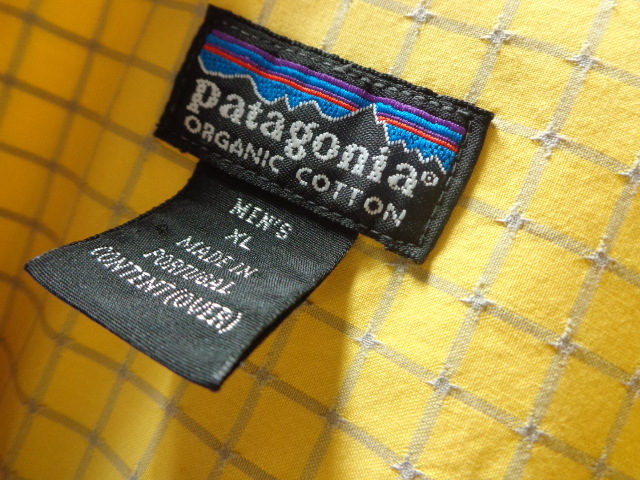 patagonia®
ORGANIC COTTON
MEN'S
XL
MADE IN
PORTUGAL
CONTENT(OVER)